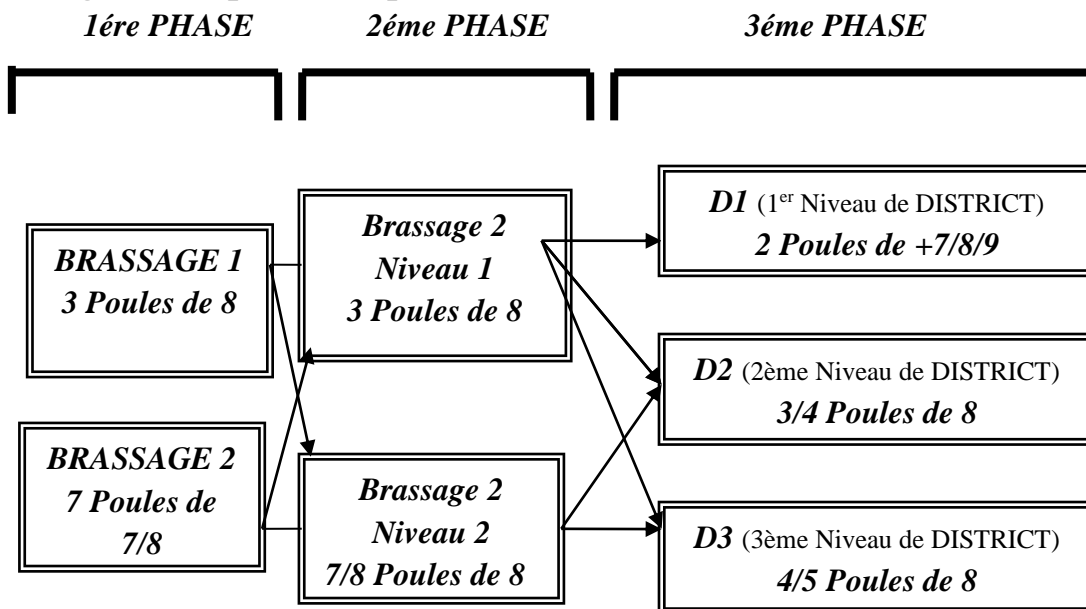 1ére PHASE 2éme PHASE 3éme PHASE
BRASSAGE 1
3 Poules de 8
BRASSAGE 2
7 Poules de
7/8
Brassage 2
Niveau 1
3 Poules de 8
Brassage 2
Niveau 2
7/8 Poules de 8
D1 (1er Niveau de DISTRICT)
2 Poules de +7/8/9
D2 (2ème Niveau de DISTRICT)
3/4 Poules de 8
D3 (3ème Niveau de DISTRICT)
4/5 Poules de 8